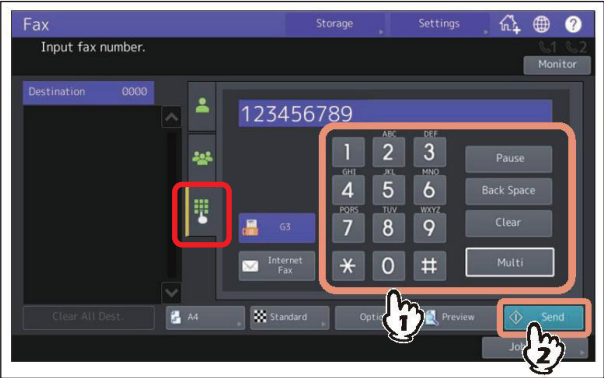 Fax
Storage
Settings
?
Input fax number.
1
2
Monitor
Destination 0000
123456789
ABC DEF
1 2 3
Pause
GHI JKL MNO
4 5 6
Back Space
PQRS TUV WXYZ
7 8 9
Clear
G3
Internet
Fax
* 0 #
Multi
Clear All Dest.
A4
Standard
Preview
Send
1
2